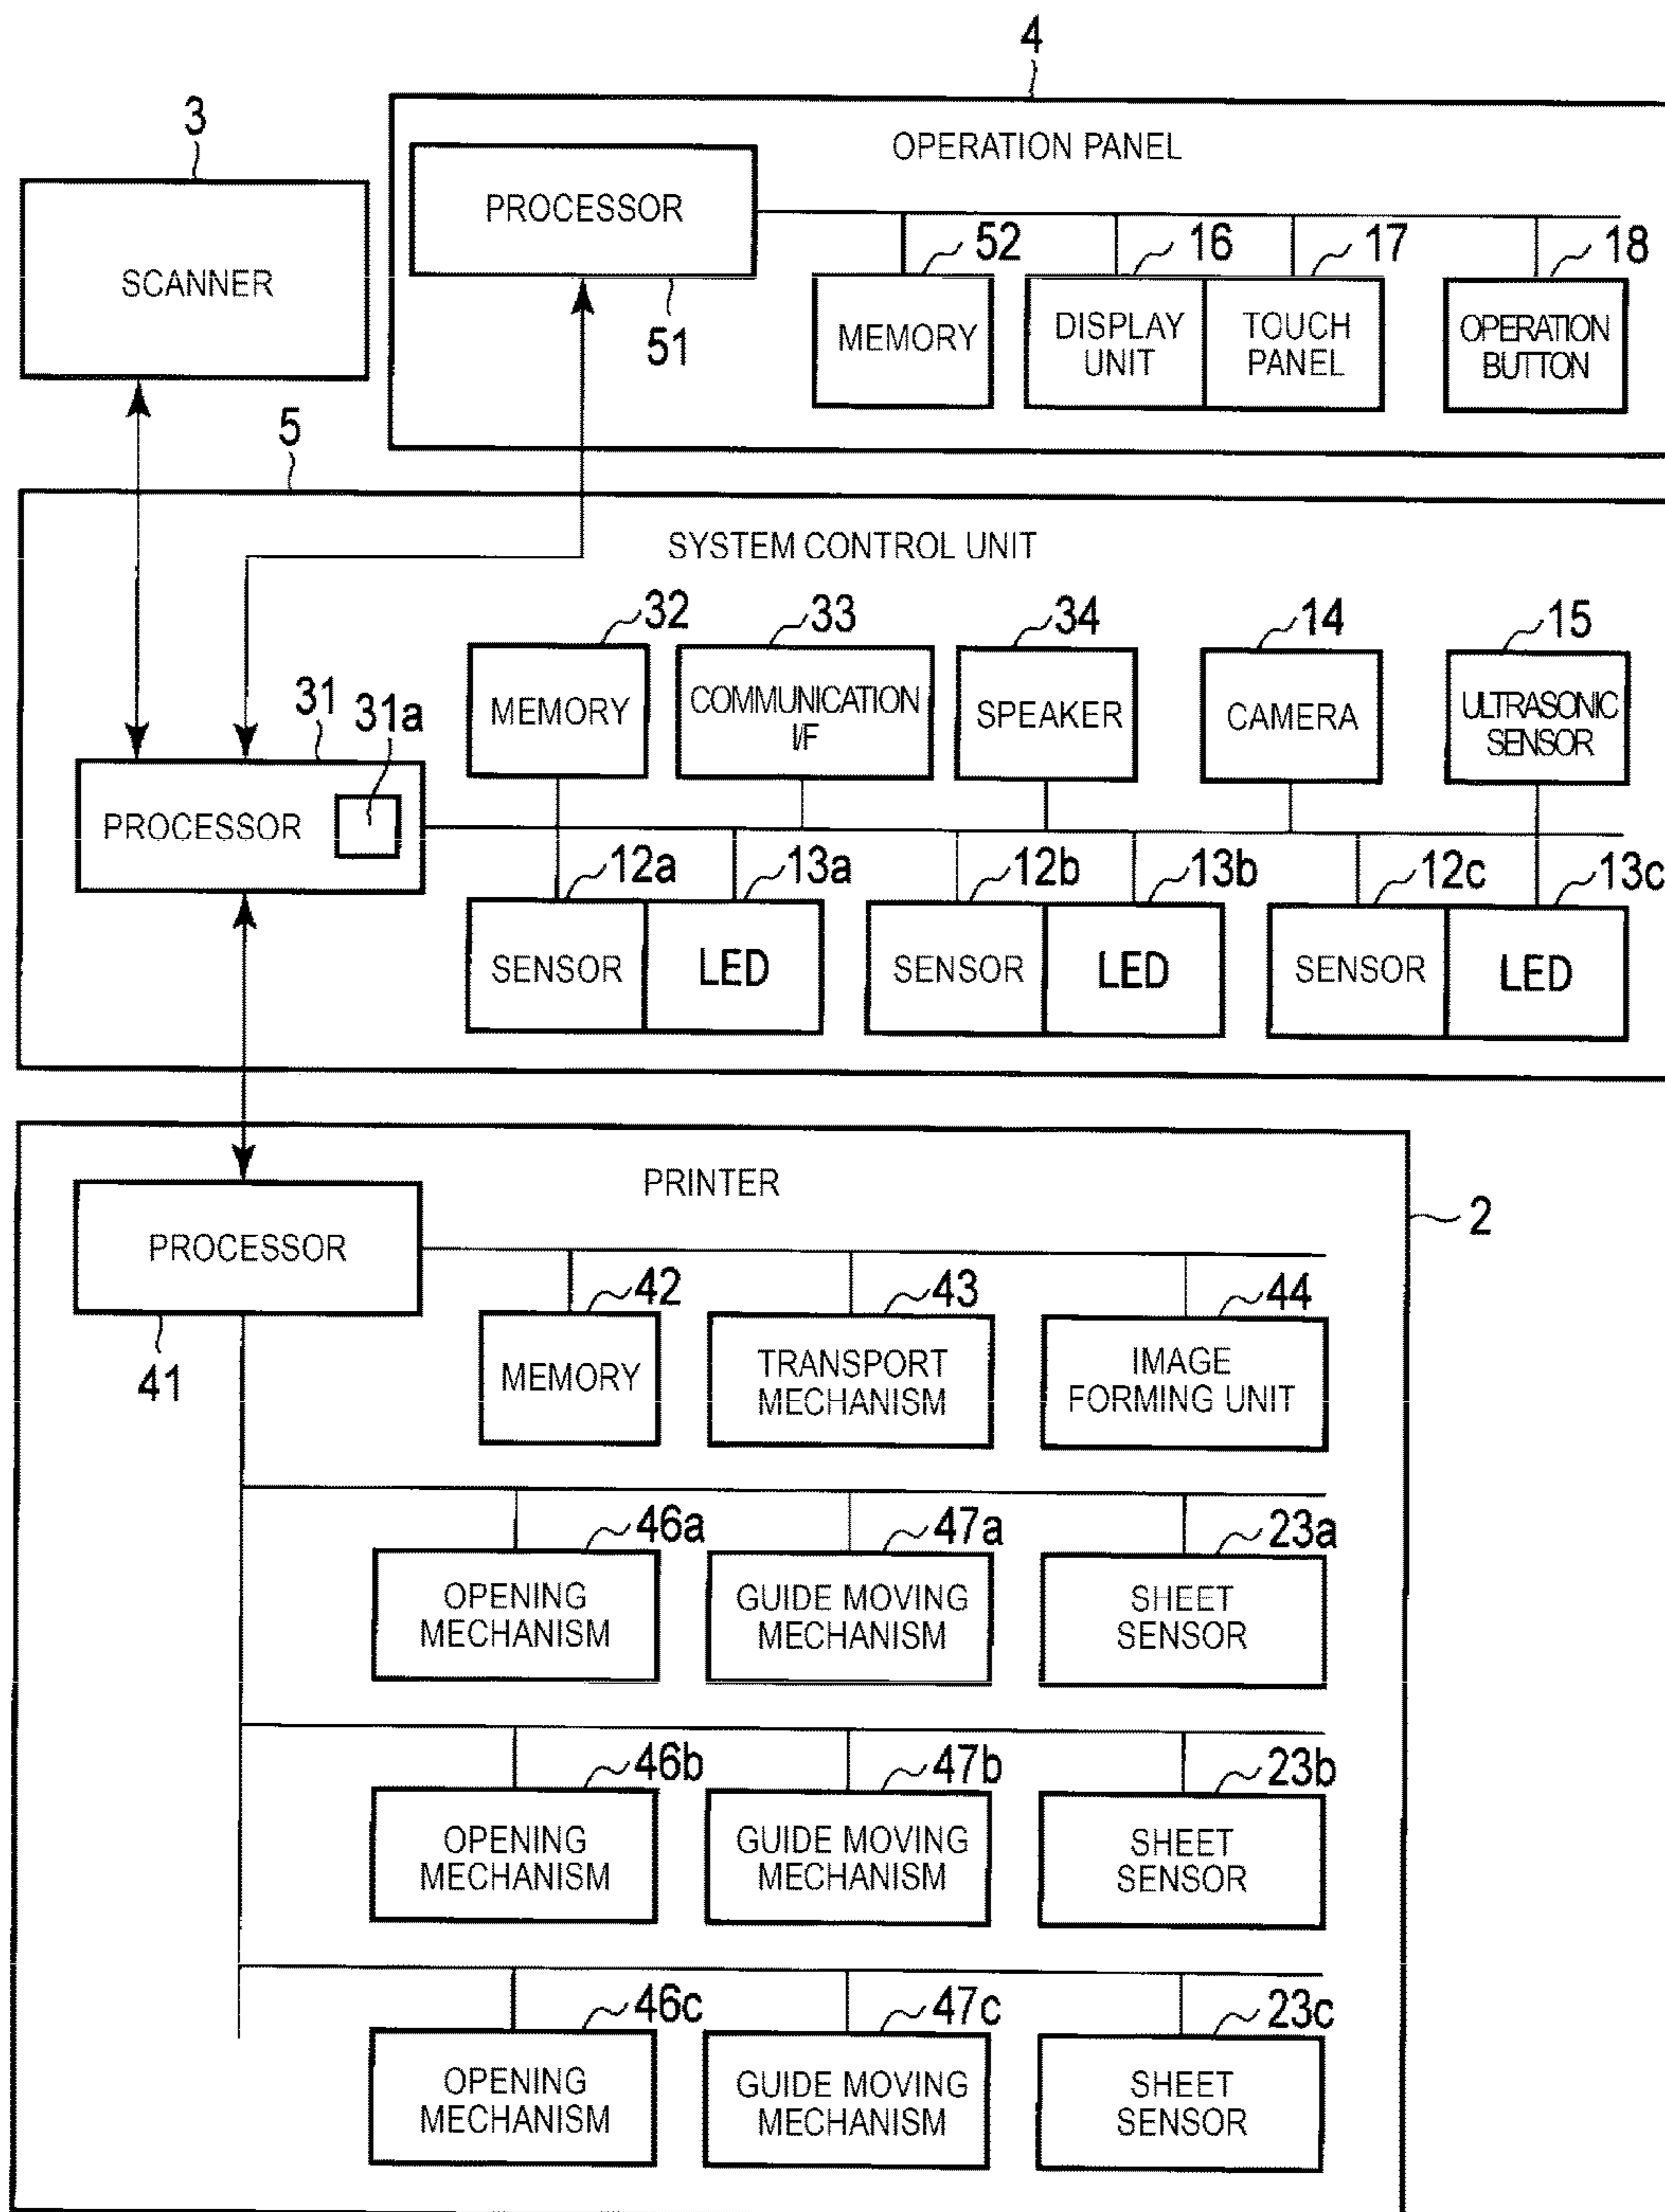 4
3
OPERATION PANEL
PROCESSOR
SCANNER
52
16
17
18
51
MEMORY
DISPLAY
UNIT
TOUCH
PANEL
OPERATION
BUTTON
5
SYSTEM CONTROL UNIT
32
33
34
14
15
31
31a
MEMORY
COMMUNICATION
I/F
SPEAKER
CAMERA
ULTRASONIC
SENSOR
PROCESSOR
12a
13a
12b
13b
12c
13c
SENSOR
LED
SENSOR
LED
SENSOR
LED
PRINTER
2
PROCESSOR
41
42
43
44
MEMORY
TRANSPORT
MECHANISM
IMAGE
FORMING UNIT
46a
47a
23a
OPENING
MECHANISM
GUIDE MOVING
MECHANISM
SHEET
SENSOR
46b
47b
23b
OPENING
MECHANISM
GUIDE MOVING
MECHANISM
SHEET
SENSOR
46c
47c
23c
OPENING
MECHANISM
GUIDE MOVING
MECHANISM
SHEET
SENSOR